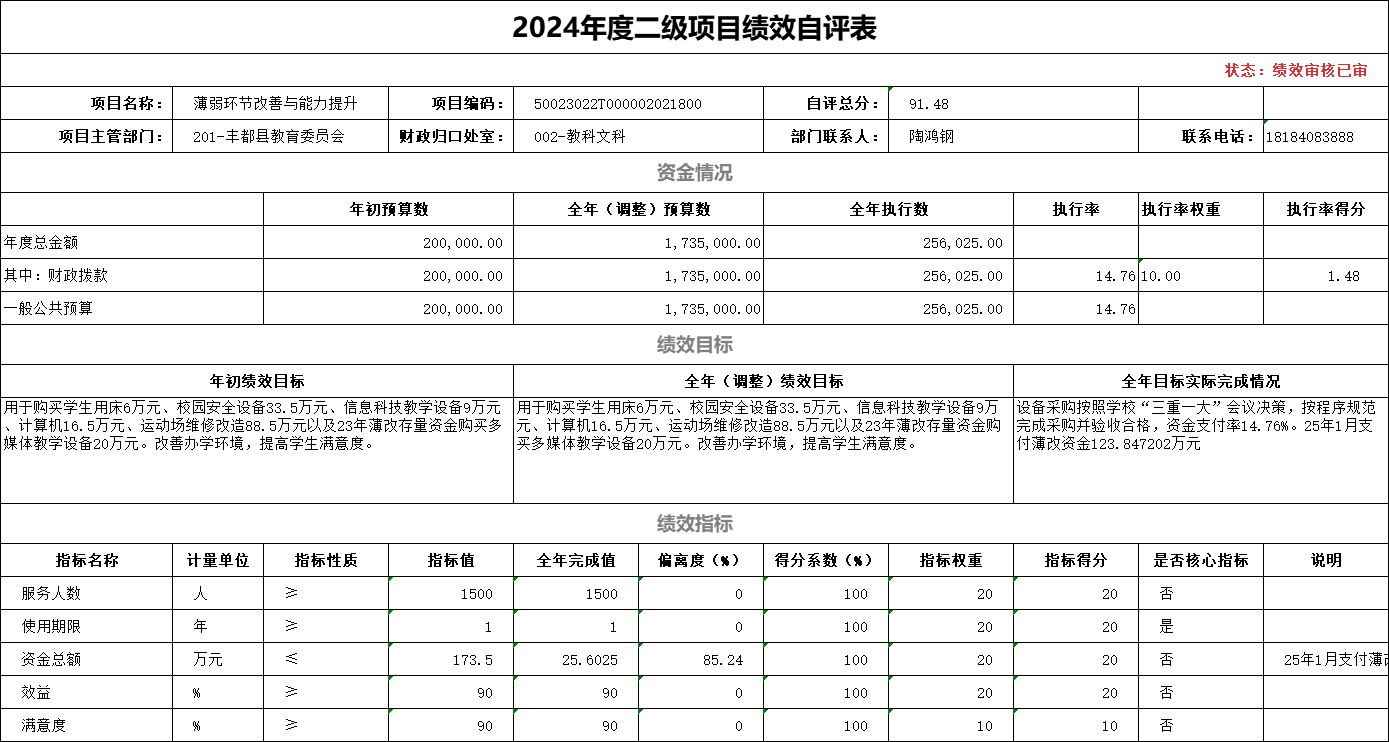 2024年度二级项目绩效自评表
状态：绩效审核已审
项目名称： 薄弱环节改善与能力提升 项目编码： 50023022T000002021800 自评总分： 91.48
项目主管部门： 201-丰都县教育委员会 财政归口处室： 002-教科文科 部门联系人： 陶鸿钢 联系电话： 18184083888
资金情况
年初预算数 全年（调整）预算数 全年执行数 执行率 执行率权重 执行率得分
年度总金额 200,000.00 1,735,000.00 256,025.00
其中：财政拨款 200,000.00 1,735,000.00 256,025.00 14.76 10.00 1.48
一般公共预算 200,000.00 1,735,000.00 256,025.00 14.76
绩效目标
年初绩效目标 全年（调整）绩效目标 全年目标实际完成情况
用于购买学生用床6万元、校园安全设备33.5万元、信息科技教学设备9万元
、计算机16.5万元、运动场维修改造88.5万元以及23年薄改存量资金购买多
媒体教学设备20万元。改善办学环境，提高学生满意度。
用于购买学生用床6万元、校园安全设备33.5万元、信息科技教学设备9万
元、计算机16.5万元、运动场维修改造88.5万元以及23年薄改存量资金购
买多媒体教学设备20万元。改善办学环境，提高学生满意度。
设备采购按照学校“三重一大”会议决策，按程序规范
完成采购并验收合格，资金支付率14.76%。25年1月支
付薄改资金123.847202万元
绩效指标
指标名称 计量单位 指标性质 指标值 全年完成值 偏离度（%） 得分系数（%） 指标权重 指标得分 是否核心指标 说明
服务人数 人 ≥ 1500 1500 0 100 20 20 否
使用期限 年 ≥ 1 1 0 100 20 20 是
资金总额 万元 ≤ 173.5 25.6025 85.24 100 20 20 否 25年1月支付薄改
效益 % ≥ 90 90 0 100 20 20 否
满意度 % ≥ 90 90 0 100 10 10 否